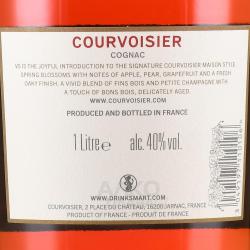 COURVOISIER
COGNAC
VS IS THE JOYFUL INTRODUCTION TO THE SIGNATURE COURVOISIER MAISON STYLE
SPRING BLOSSOMS WITH NOTES OF APPLE, PEAR, GRAPEFRUIT AND A FRESH
OAKY FINISH. A VIVID BLEND OF FINS BOIS AND PETITE CHAMPAGNE WITH
A TOUCH OF BONS BOIS, DELICATELY AGED.
WWW.COURVOISIER.COM
PRODUCED AND BOTTLED IN FRANCE
1 Litre℮ alc. 40% vol.
WWW.DRINKSMART.COM
COURVOISIER, 2 PLACE DU CHÂTEAU, 16200 JARNAC, FRANCE
PRODUCT OF FRANCE - PRODUIT DE FRANCE